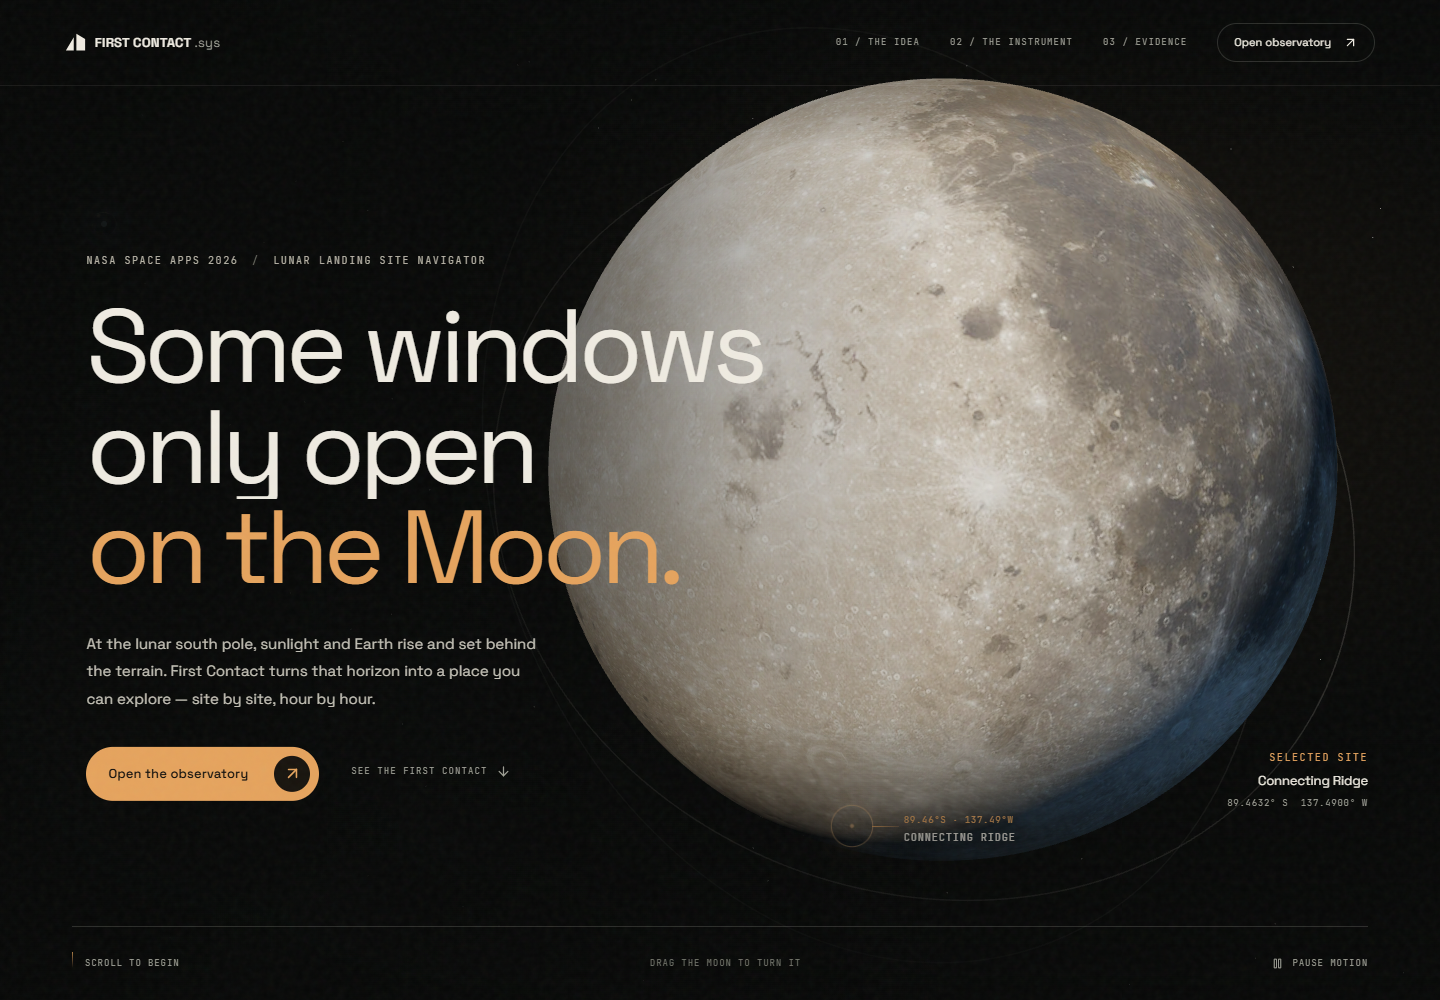 FIRST CONTACT .sys
01 / THE IDEA
02 / THE INSTRUMENT
03 / EVIDENCE
Open observatory
NASA SPACE APPS 2026 / LUNAR LANDING SITE NAVIGATOR
Some windows
only open
on the Moon.
At the lunar south pole, sunlight and Earth rise and set behind
the terrain. First Contact turns that horizon into a place you
can explore — site by site, hour by hour.
Open the observatory
SEE THE FIRST CONTACT
SELECTED SITE
Connecting Ridge
89.4632° S 137.4900° W
89.46°S · 137.49°W
CONNECTING RIDGE
SCROLL TO BEGIN
DRAG THE MOON TO TURN IT
PAUSE MOTION